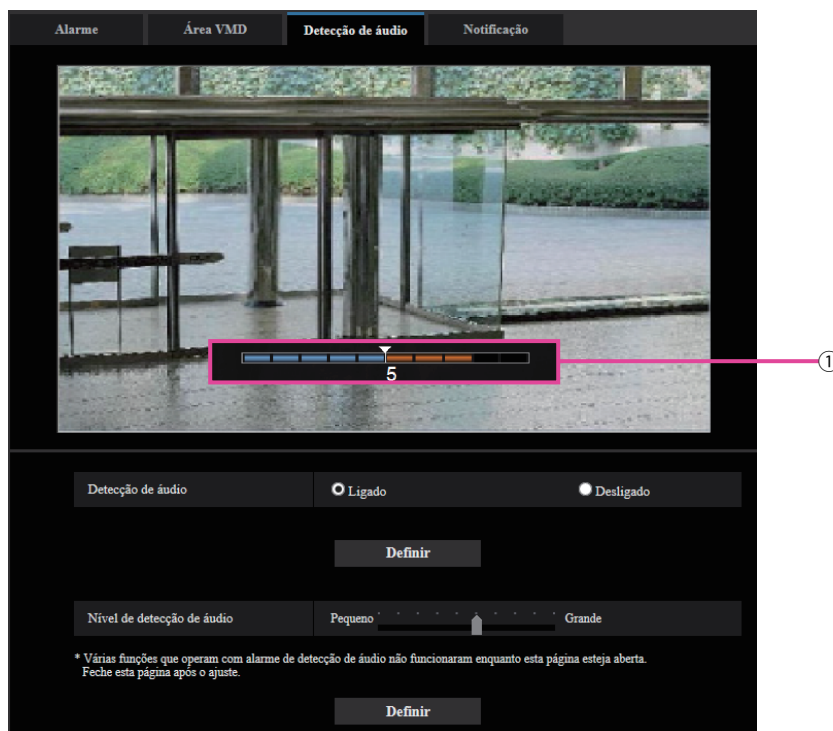 Alarme
Área VMD
Detecção de áudio
Notificação
5
①
Detecção de áudio
Ligado
Desligado
Definir
Nível de detecção de áudio
Pequeno
Grande
* Várias funções que operam com alarme de detecção de áudio não funcionaram enquanto esta página esteja aberta.
Feche esta página após o ajuste.
Definir